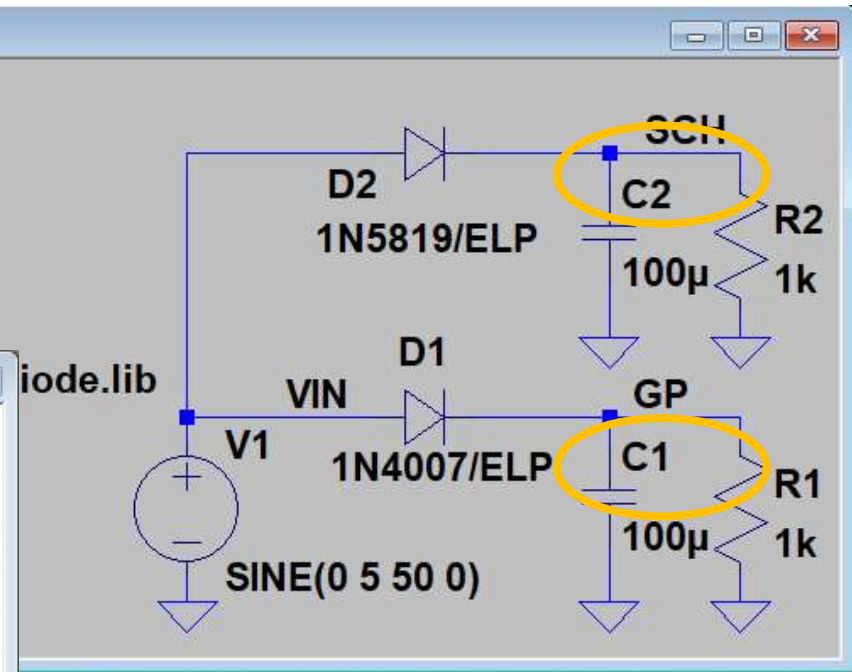 SCH
D2
C2
R2
1N5819/ELP
100µ
1k
D1
iode.lib
VIN
GP
V1
C1
1N4007/ELP
R1
100µ
1k
SINE(0 5 50 0)